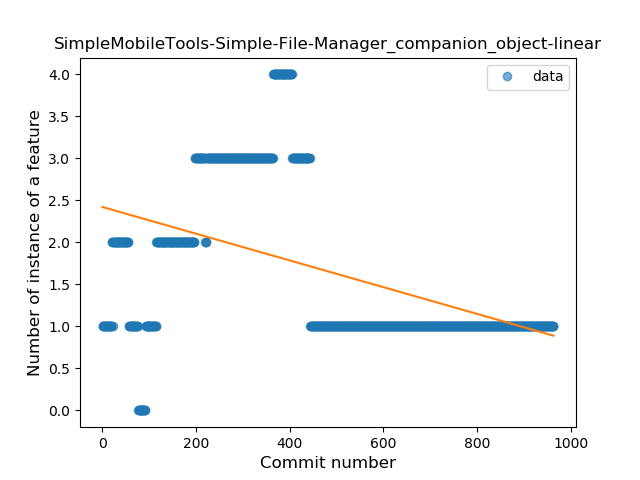 SimpleMobileTools-Simple-File-Manager_companion_object-linear
data
Number of instance of a feature
4.0
3.5
3.0
2.5
2.0
1.5
1.0
0.5
0.0
0 200 400 600 800 1000
Commit number